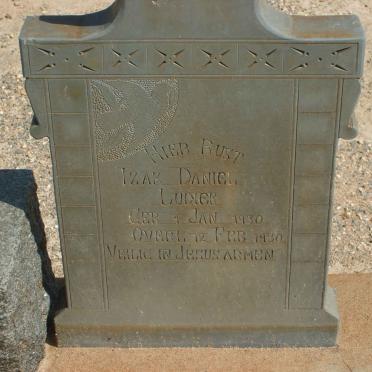 HIER RUST
IZAK DANIEL
LUDICK
GEB 4 JAN 1930
OVERL 12 FEB 1930
VEILIG IN JESUS ARMEN